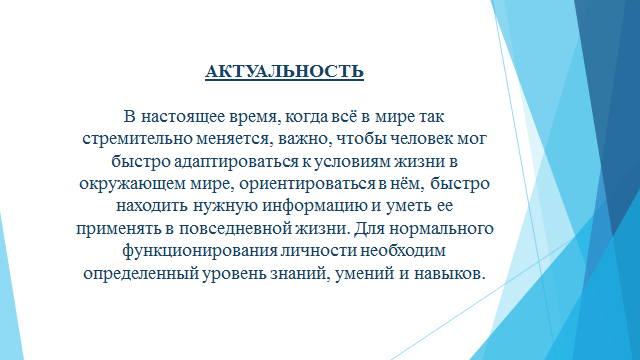 АКТУАЛЬНОСТЬ
В настоящее время, когда всё в мире так
стремительно меняется, важно, чтобы человек мог
быстро адаптироваться к условиям жизни в
окружающем мире, ориентироваться в нём, быстро
находить нужную информацию и уметь ее
применять в повседневной жизни. Для нормального
функционирования личности необходим
определенный уровень знаний, умений и навыков.